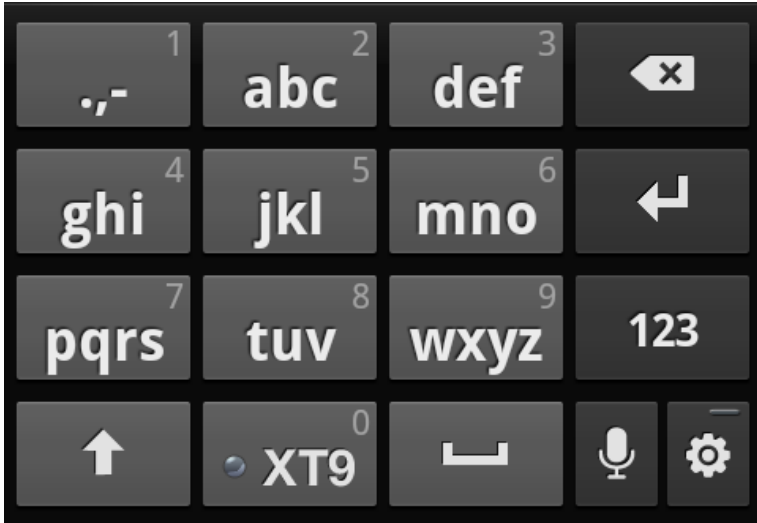 1 2 3
.,- abc def
4 5 6
ghi jkl mno
7 8 9
pqrs tuv wxyz 123
0
XT9